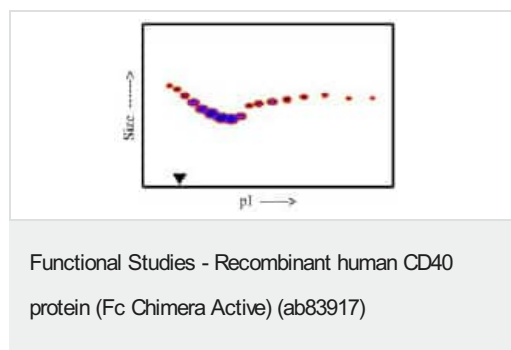 Size ------>
pI ——>
Functional Studies - Recombinant human CD40
protein (Fc Chimera Active) (ab83917)